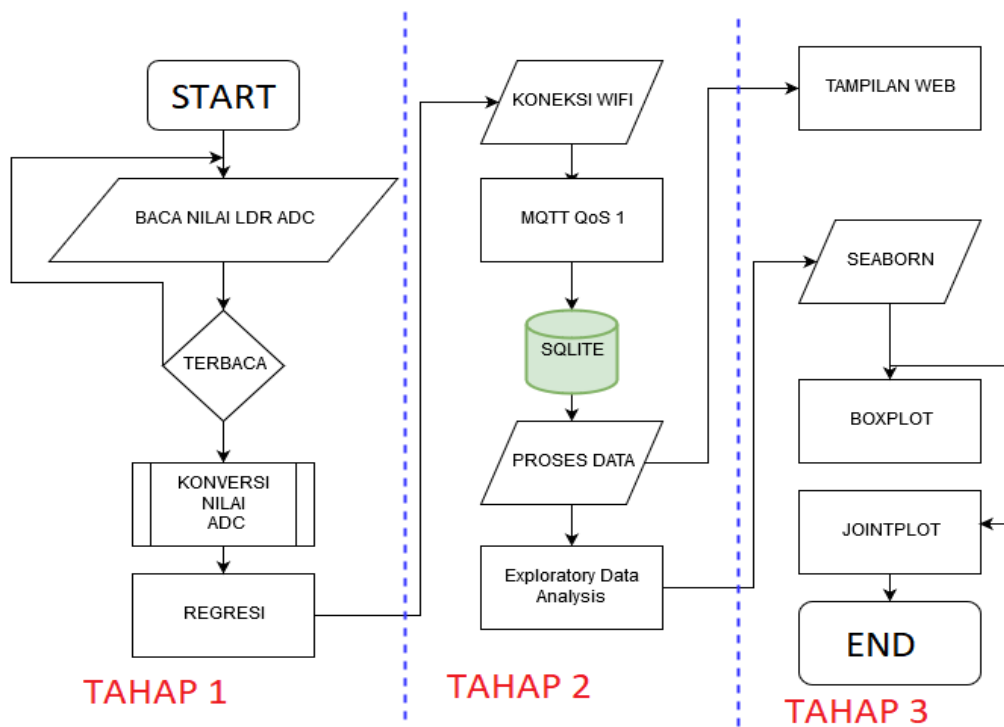 START
BACA NILAI LDR ADC
TERBACA
KONVERSI
NILAI
ADC
REGRESI
TAHAP 1
KONEKSI WIFI
MQTT QoS 1
SQLITE
PROSES DATA
Exploratory Data
Analysis
TAHAP 2
TAMPILAN WEB
SEABORN
BOXPLOT
JOINTPLOT
END
TAHAP 3